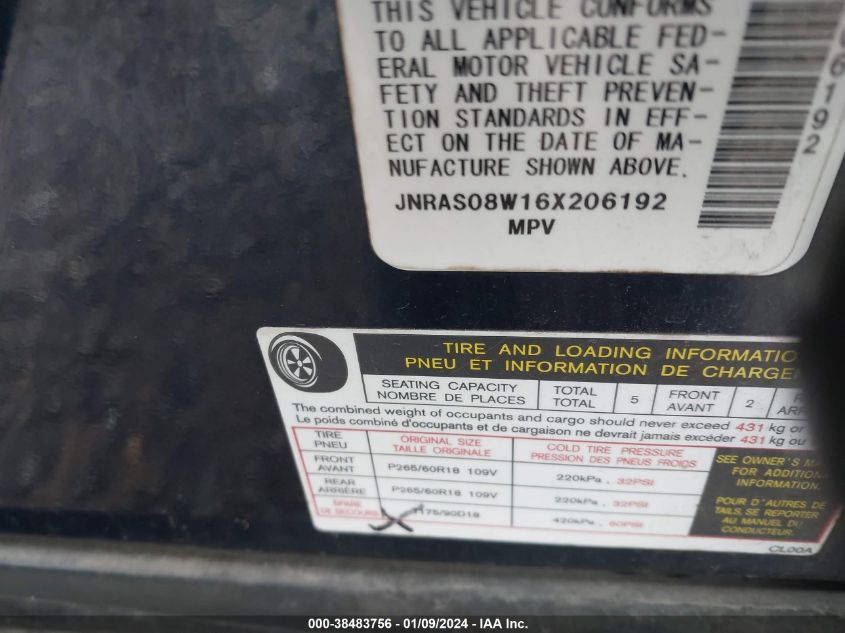 THIS VEHICLE CONFORMS
TO ALL APPLICABLE FED-
ERAL MOTOR VEHICLE SA-
FETY AND THEFT PREVEN-
TION STANDARDS IN EFF-
ECT ON THE DATE OF MA-
NUFACTURE SHOWN ABOVE.
JNRAS08W16X206192
MPV
6192
TIRE AND LOADING INFORMATIO
PNEU ET INFORMATION DE CHARGE
SEATING CAPACITY
NOMBRE DE PLACES
TOTAL
TOTAL
5
FRONT
AVANT
2
The combined weight of occupants and cargo should never exceed 431 kg or
Le poids combiné d'occupants et de cargaison ne devrait jamais excéder 431 kg ou
TIRE
PNEU
ORIGINAL SIZE
TAILLE ORIGINALE
COLD TIRE PRESSURE
PRESSION DES PNEUS FROIDS
FRONT
AVANT
P265/60R18 109V
220kPa , 32PSI
REAR
ARRIÈRE
P265/60R18 109V
220kPa , 32PSI
SPARE
DE SECOURS
T175/90D18
420kPa , 60PSI
SEE OWNER'S MA
FOR ADDITION
INFORMATION.
POUR D'AUTRES DE
TAILS, SE REPORTER
AU MANUEL DU
CONDUCTEUR.
CL00A
000-38483756 - 01/09/2024 - IAA Inc.